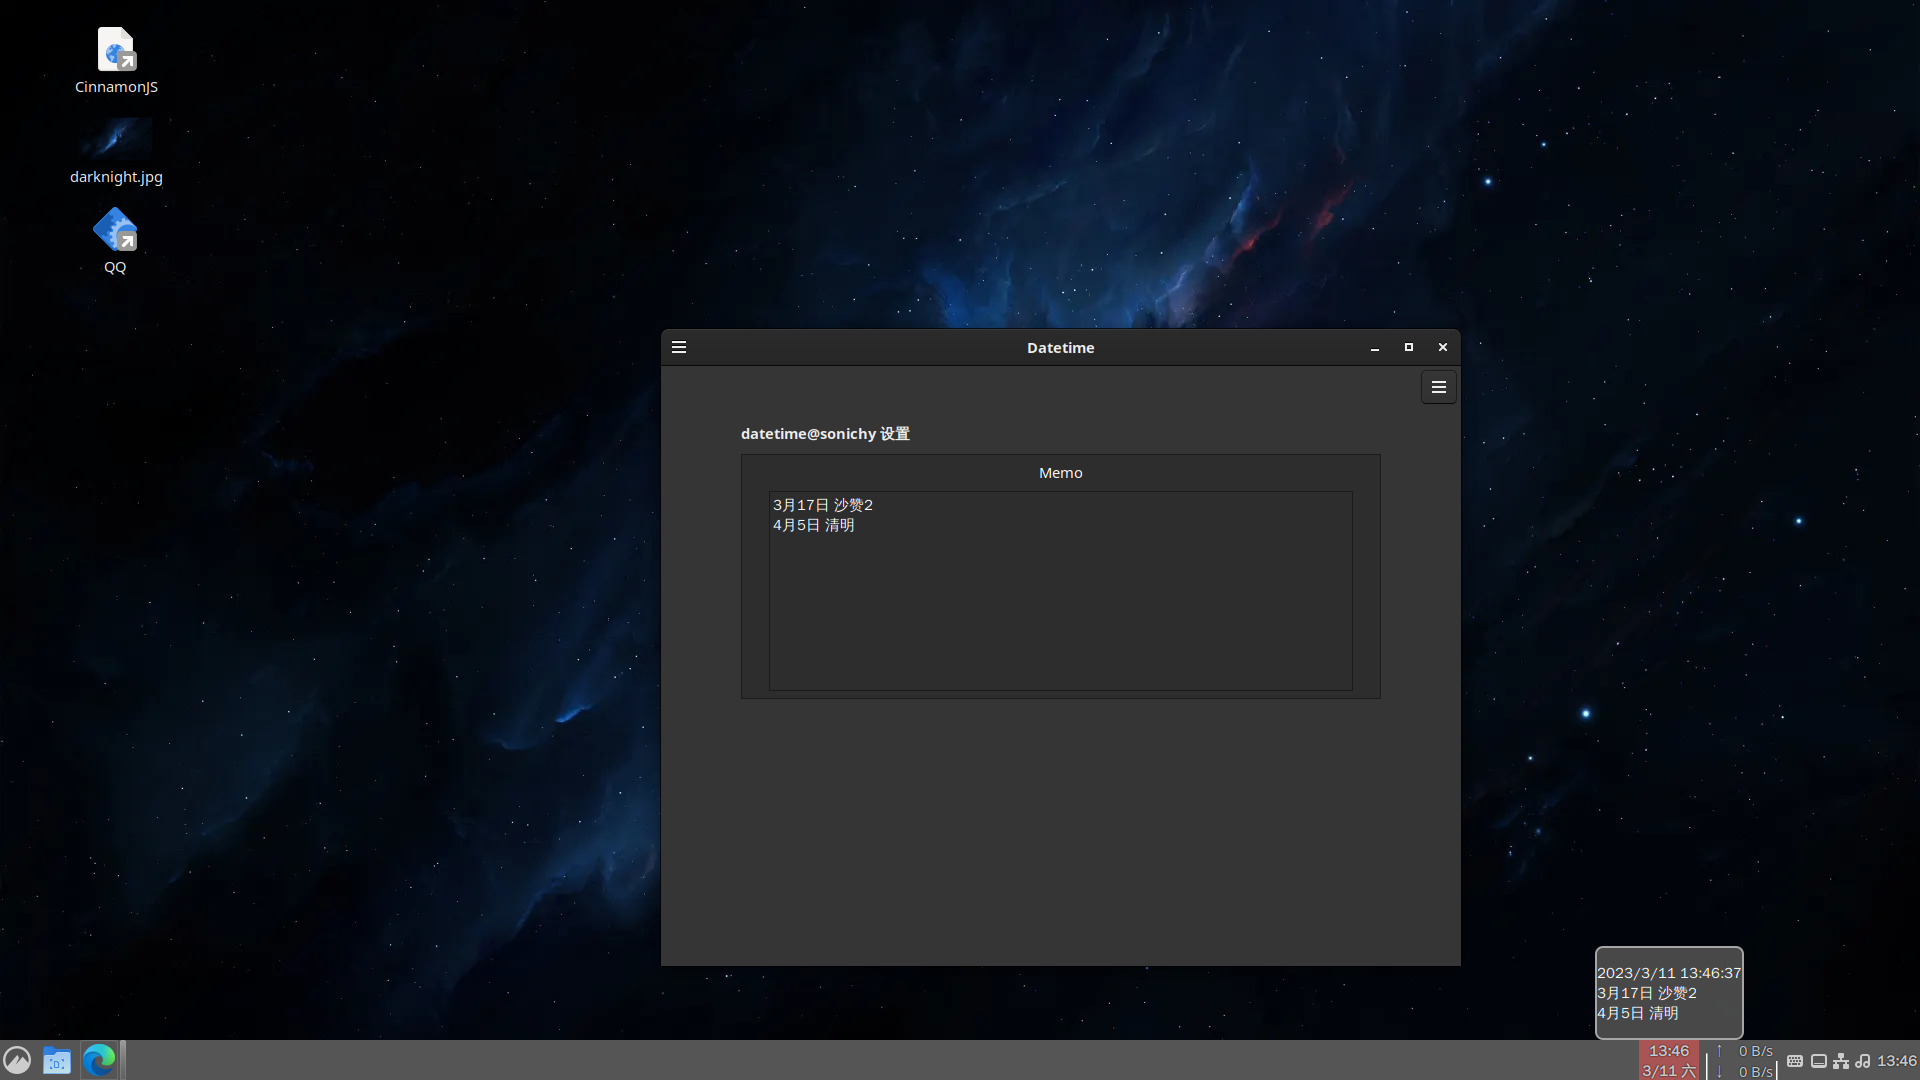 CinnamonJS
darknight.jpg
QQ
Datetime
datetime@sonichy 设置
Memo
3月17日 沙赞2
4月5日 清明
2023/3/11 13:46:37
3月17日 沙赞2
4月5日 清明
13:46
3/11 六
↑ 0 B/s
↓ 0 B/s
13:46